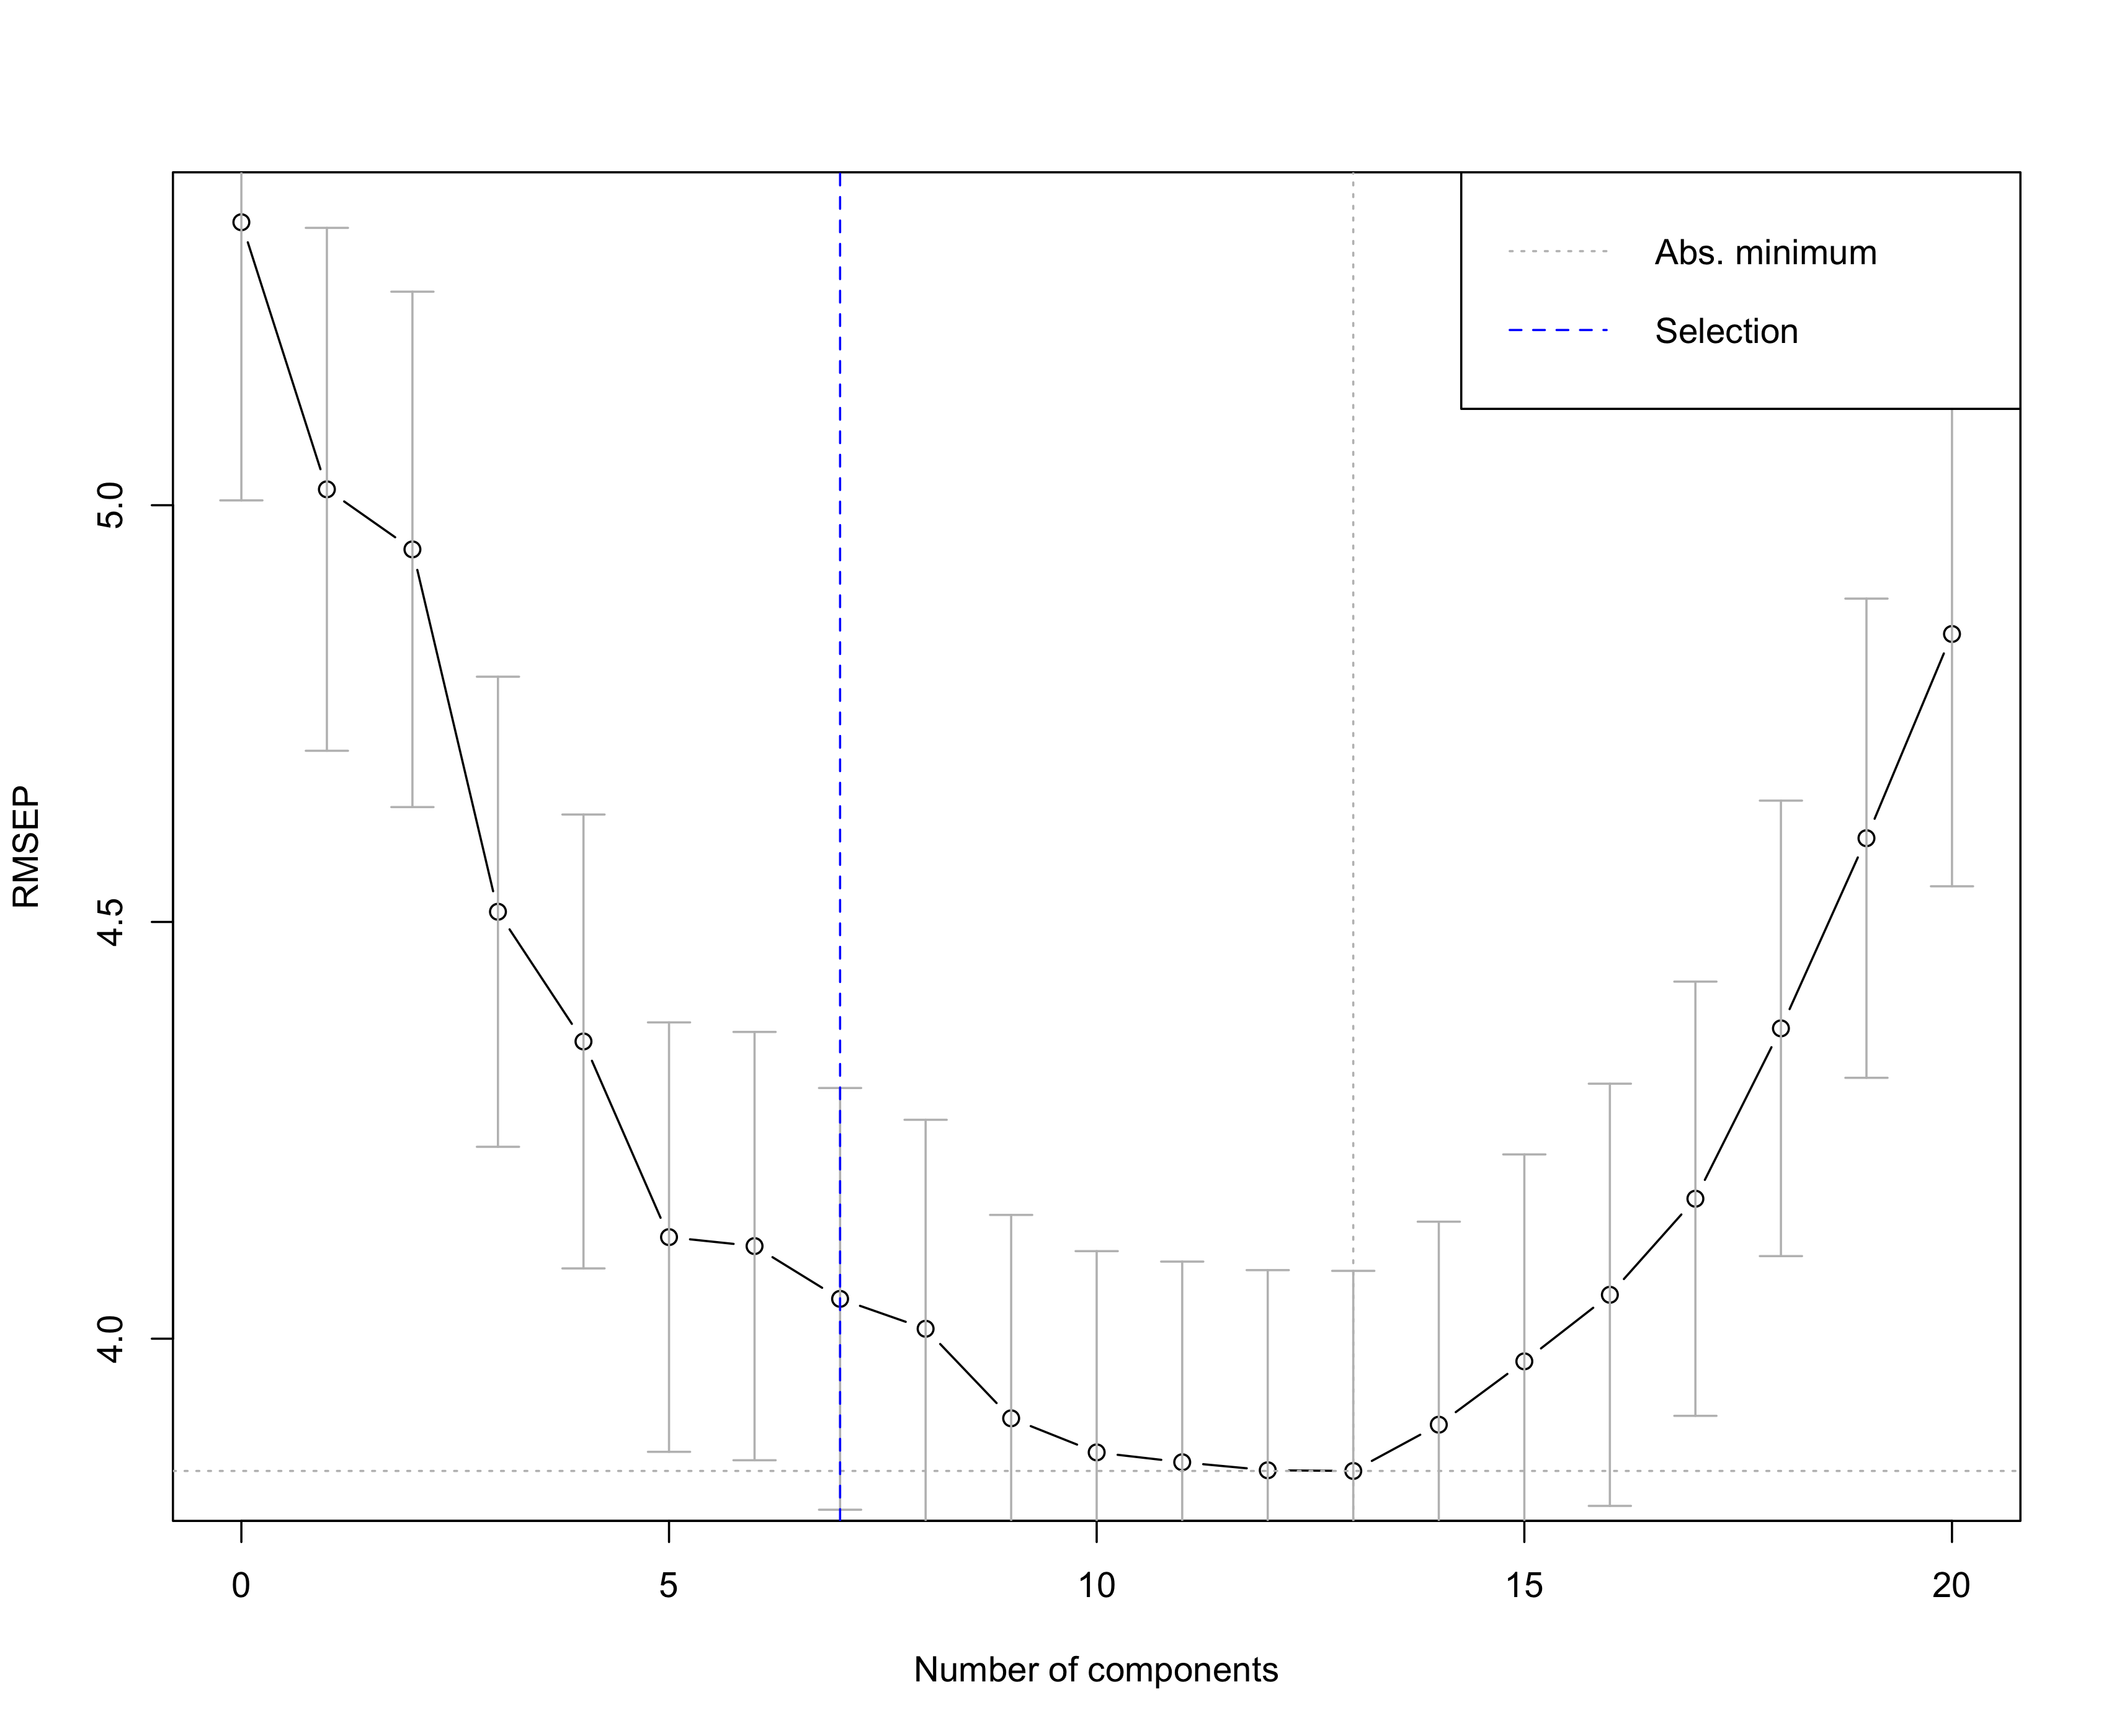 Abs. minimum
Selection
RMSEP
5.0
4.5
4.0
0 5 10 15 20
Number of components